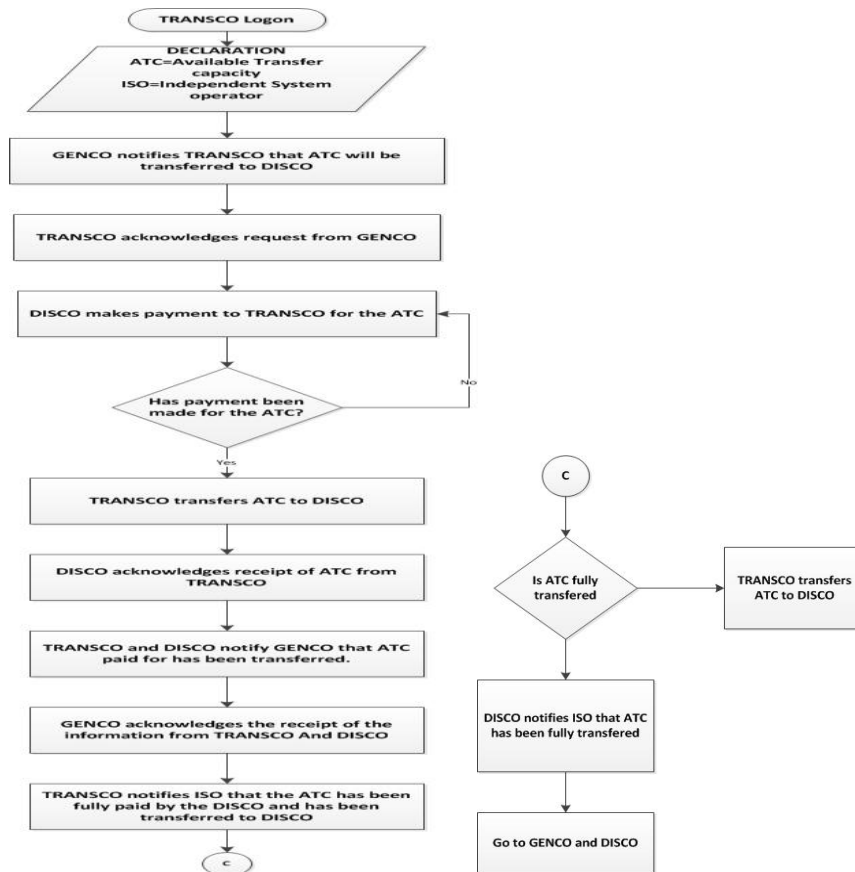 TRANSCO Logon
DECLARATION
ATC=Available Transfer
capacity
ISO=Independent System
operator
GENCO notifies TRANSCO that ATC will be
transferred to DISCO
TRANSCO acknowledges request from GENCO
DISCO makes payment to TRANSCO for the ATC
No
Has payment been
made for the ATC?
Yes
TRANSCO transfers ATC to DISCO
DISCO acknowledges receipt of ATC from
TRANSCO
TRANSCO and DISCO notify GENCO that ATC
paid for has been transferred.
GENCO acknowledges the receipt of the
information from TRANSCO And DISCO
TRANSCO notifies ISO that the ATC has been
fully paid by the DISCO and has been
transferred to DISCO
C
C
Is ATC fully
transfered
TRANSCO transfers
ATC to DISCO
DISCO notifies ISO that ATC
has been fully transfered
Go to GENCO and DISCO